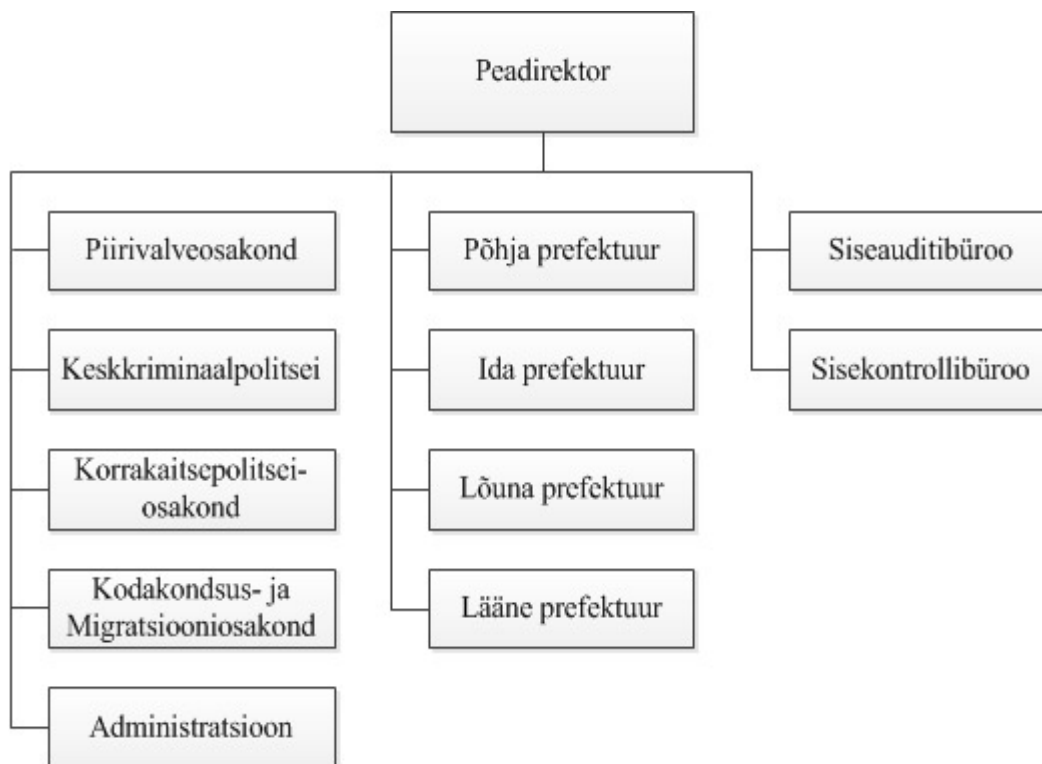 Peadirektor
Piirivalveosakond
Keskkriminaalpolitsei
Korrakaitsepolitsei-
osakond
Kodakondsus- ja
Migratsiooniosakond
Administratsioon
Põhja prefektuur
Ida prefektuur
Lõuna prefektuur
Lääne prefektuur
Siseauditibüroo
Sisekontrollibüroo